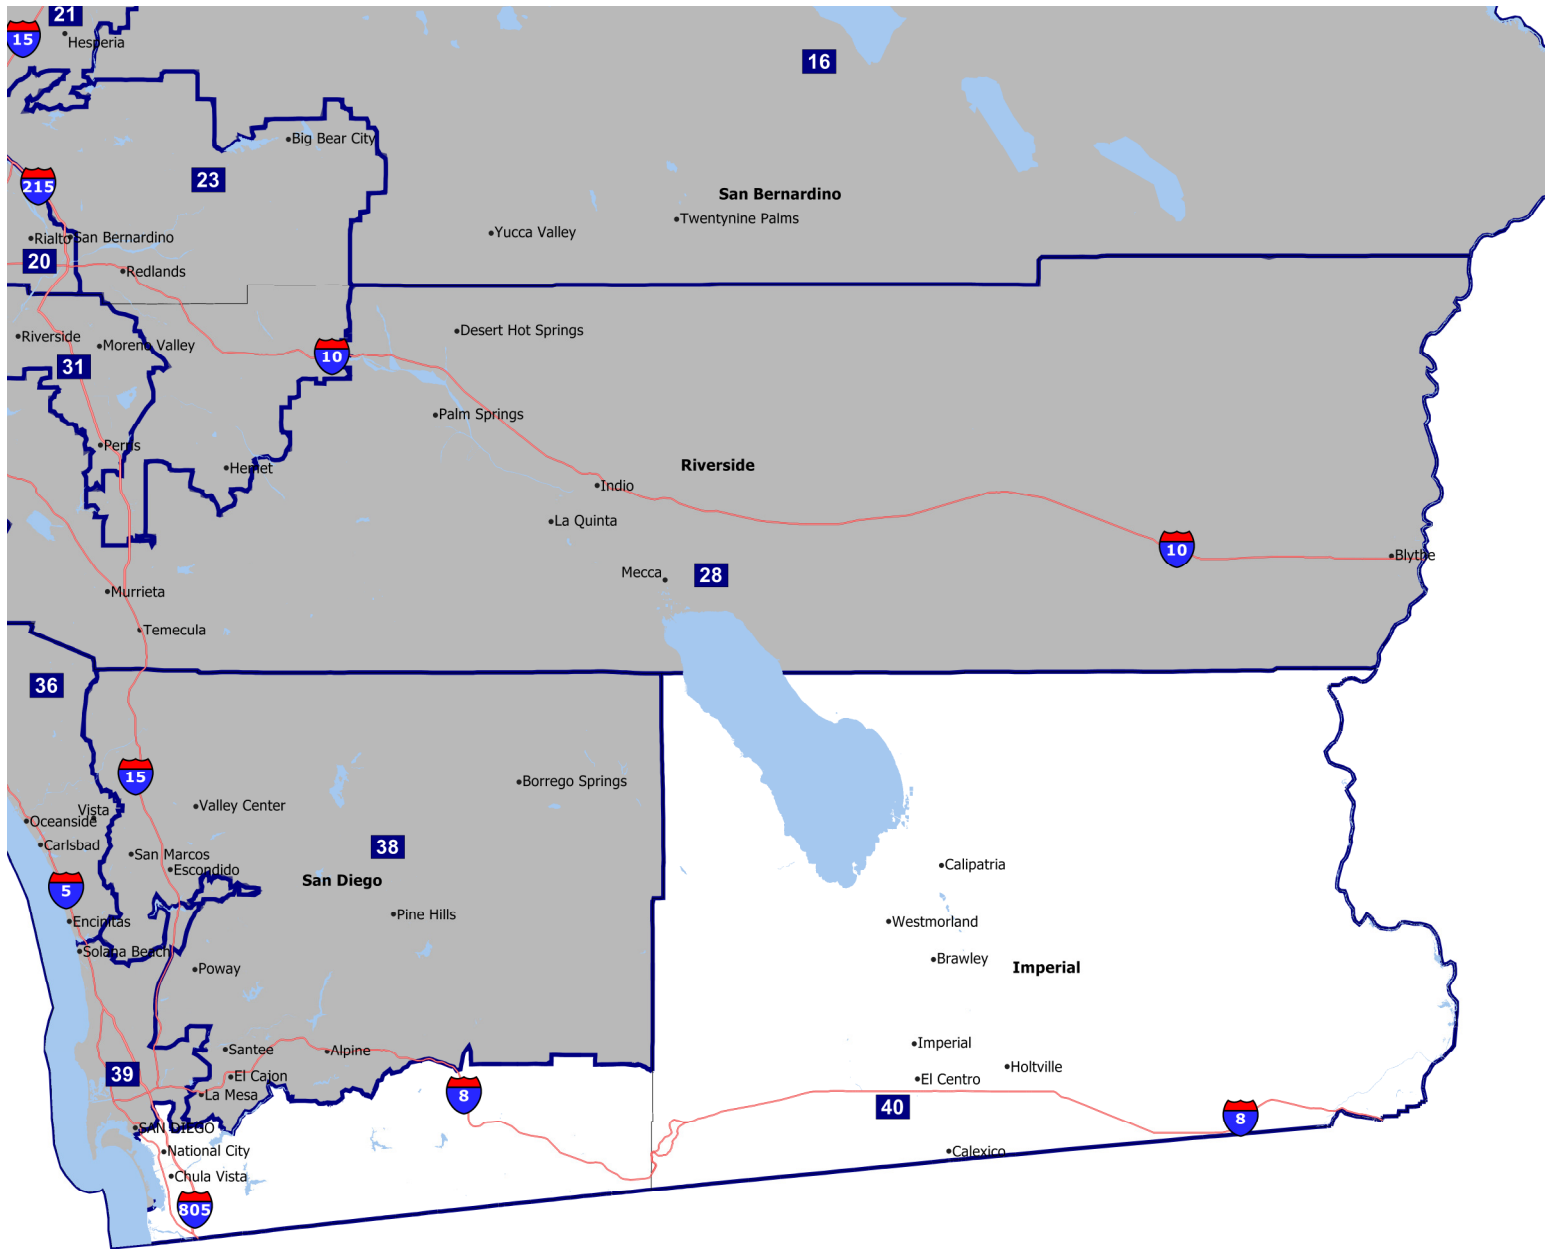 21
15
Hesperia
16
Big Bear City
23
215
San Bernardino
Twentynine Palms
Yucca Valley
Rialto
San Bernardino
20
Redlands
Desert Hot Springs
Riverside
Moreno Valley
10
31
Palm Springs
Perris
Riverside
Hemet
Indio
La Quinta
10
Blythe
Mecca
28
Murrieta
Temecula
36
15
Borrego Springs
Valley Center
Vista
Oceanside
Carlsbad
38
San Marcos
Calipatria
Escondido
San Diego
5
Pine Hills
Encinitas
Westmorland
Solana Beach
Brawley
Poway
Imperial
Imperial
Santee
Alpine
Holtville
39
El Cajon
El Centro
La Mesa
8
40
8
SAN DIEGO
National City
Calexico
Chula Vista
805